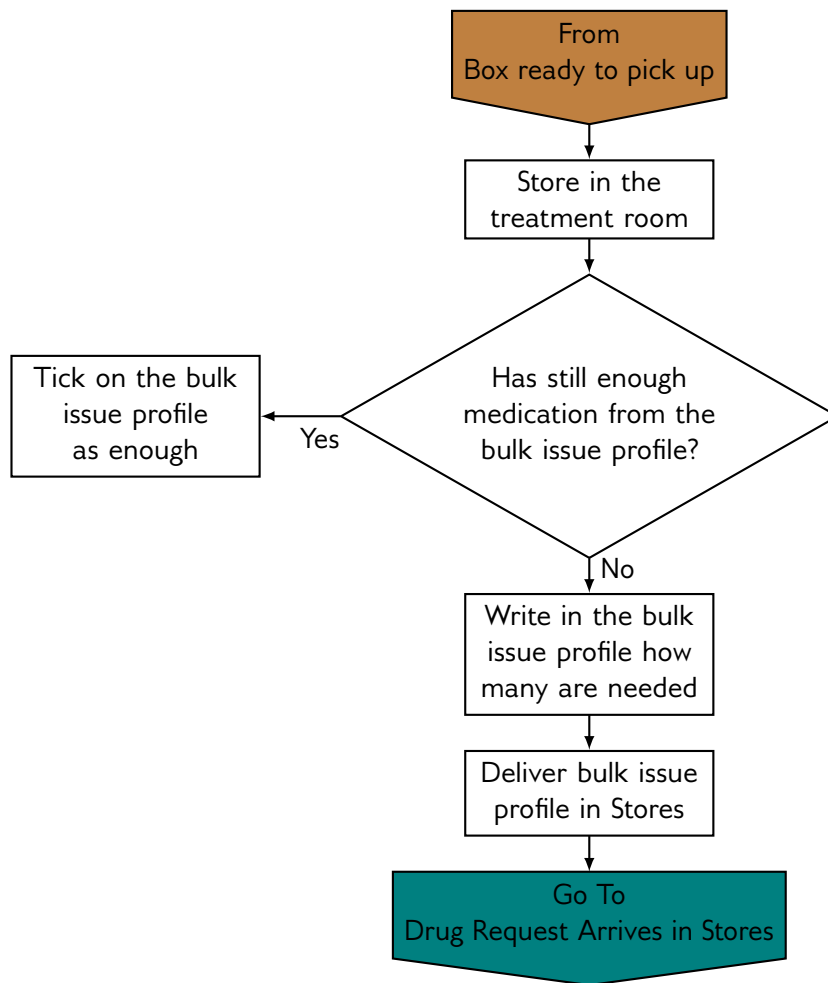 From
Box ready to pick up
Store in the
treatment room
Has still enough
medication from the
bulk issue profile?
Yes
Tick on the bulk
issue profile
as enough
No
Write in the bulk
issue profile how
many are needed
Deliver bulk issue
profile in Stores
Go To
Drug Request Arrives in Stores